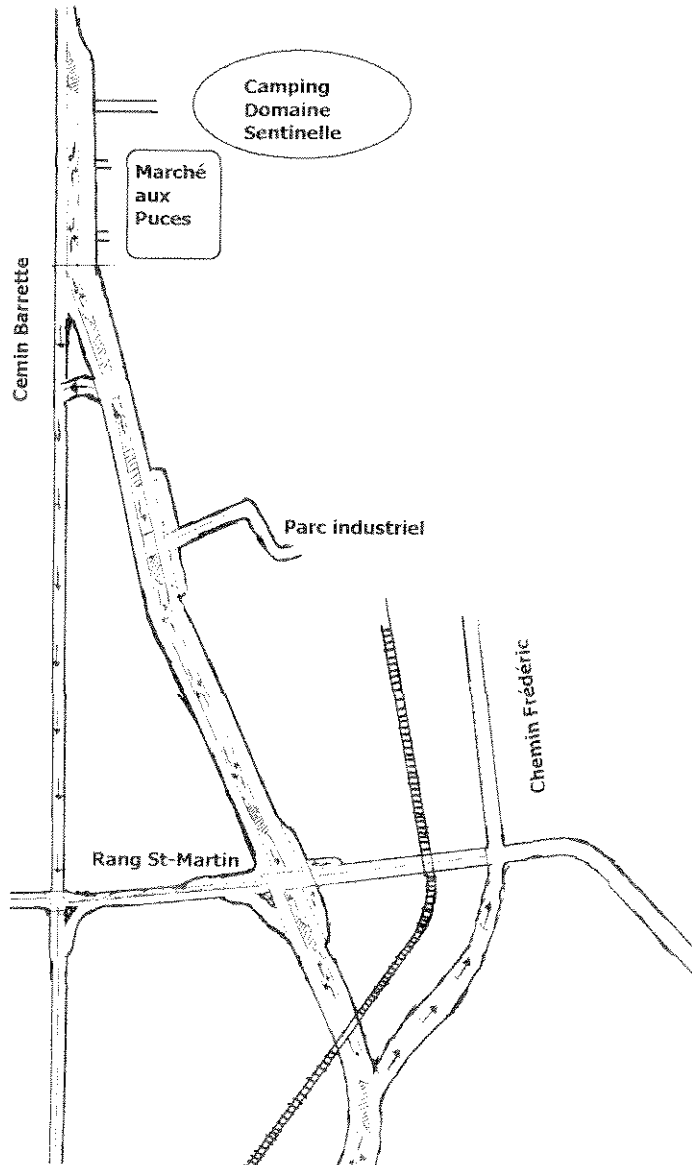 Camping
Domaine
Sentinelle
Marché
aux
Puces
Cemin Barrette
Parc industriel
Chemin Frédéric
Rang St-Martin